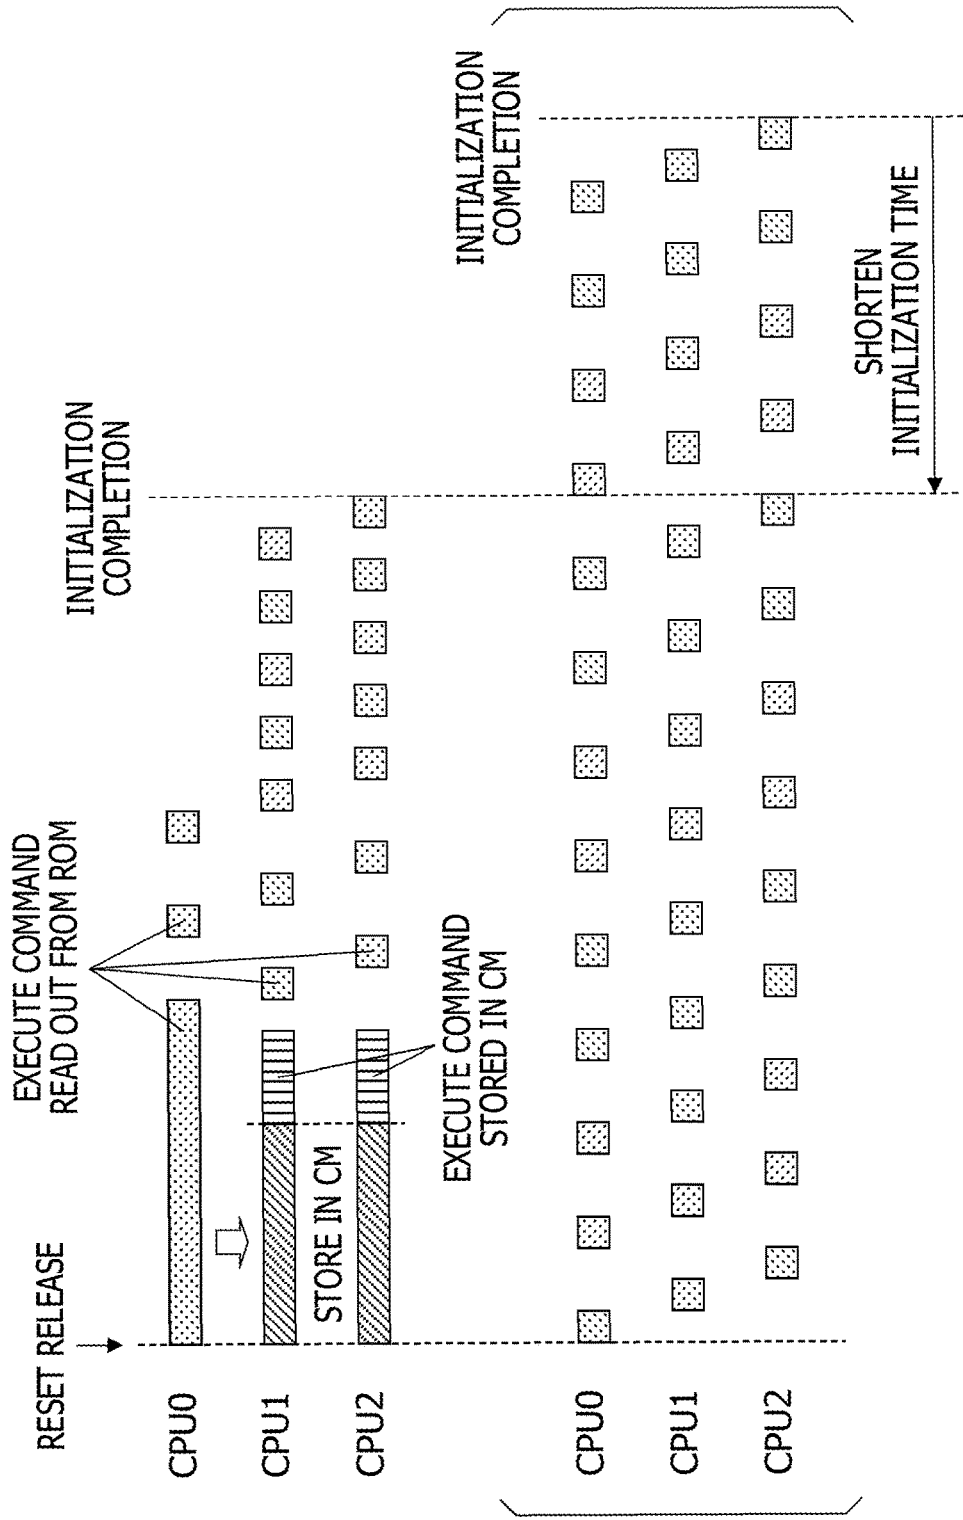 RESET RELEASE
EXECUTE COMMAND
READ OUT FROM ROM
INITIALIZATION
COMPLETION
CPU0
CPU1
CPU2
STORE IN CM
EXECUTE COMMAND
STORED IN CM
INITIALIZATION
COMPLETION
CPU0
CPU1
CPU2
SHORTEN
INITIALIZATION TIME